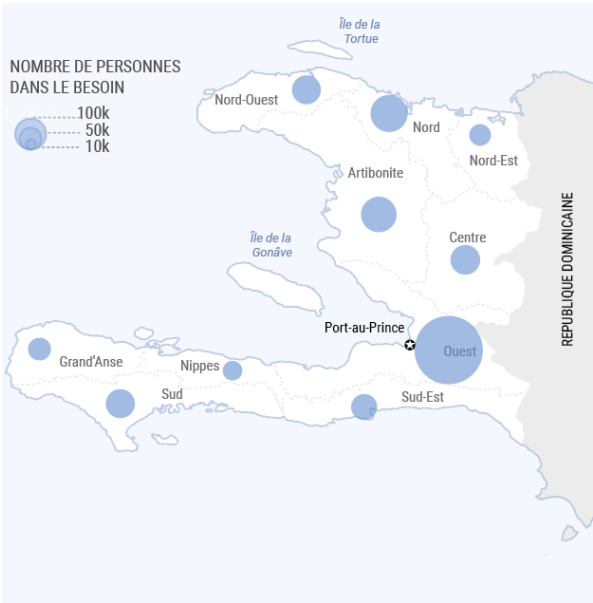 Île de la
Tortue
NOMBRE DE PERSONNES
DANS LE BESOIN
100k
50k
10k
Nord-Ouest
Nord
Nord-Est
Artibonite
Centre
Île de la
Gonâve
REPUBLIQUE DOMINICAINE
Port-au-Prince
Ouest
Grand'Anse
Nippes
Sud
Sud-Est